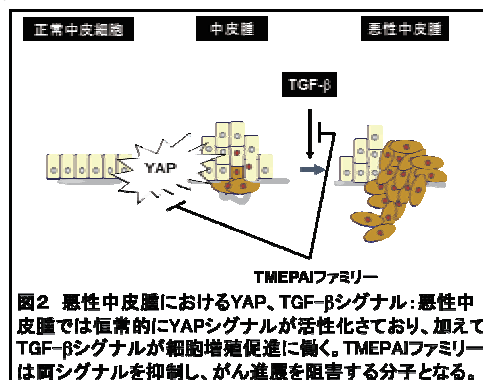 正常中皮細胞 中皮腫 悪性中皮腫
TGF-β
YAP
TMEPAIファミリー
図2 悪性中皮腫におけるYAP、TGF-βシグナル:悪性中
皮腫では恒常的にYAPシグナルが活性化さており、加えて
TGF-βシグナルが細胞増殖促進に働く。TMEPAIファミリー
は両シグナルを抑制し、がん進展を阻害する分子となる。